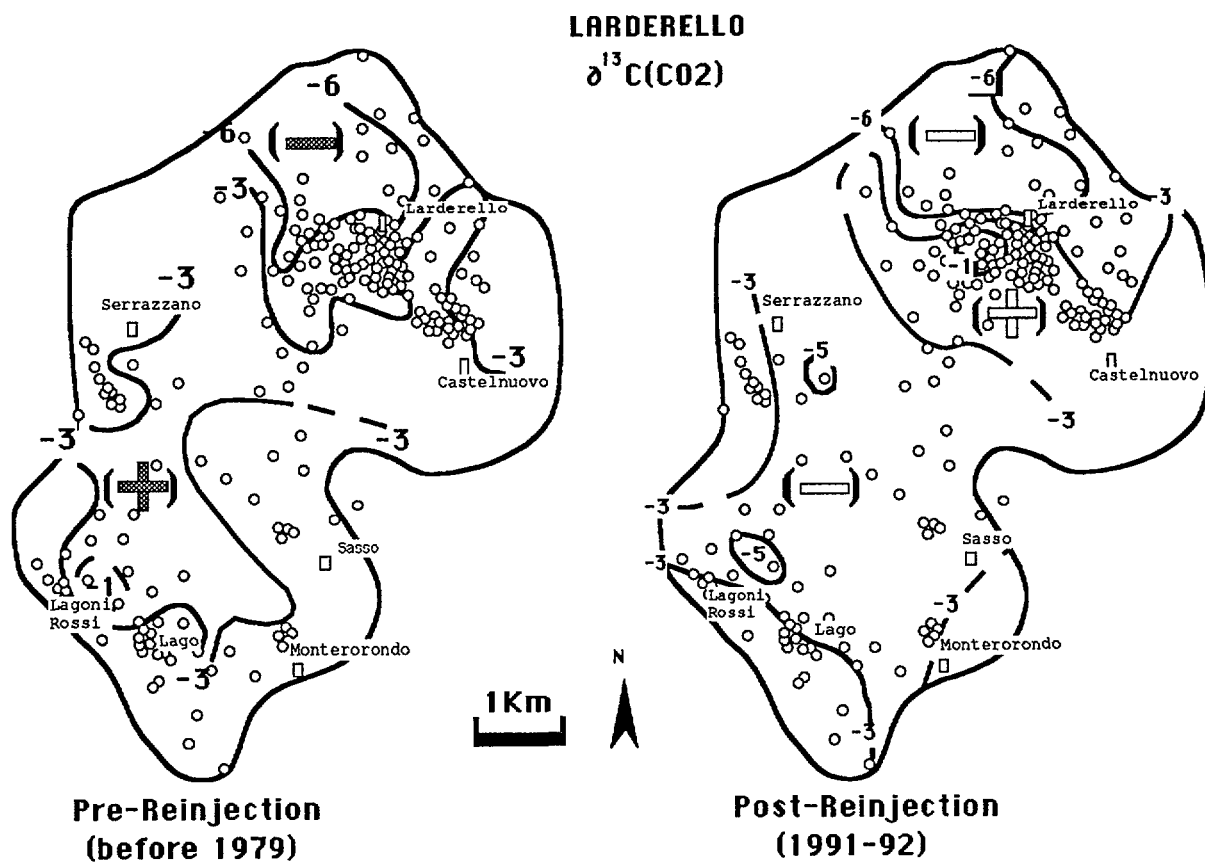 LARDERELLO
∂13C(CO2)
-6
-6
-3
Larderello
-3
Serrazzano
-3
Castelnuovo
-3
-3
Sasso
-1
Lagoni
Rossi
Lago
Monterorondo
-3
N
1Km
Pre-Reinjection
(before 1979)
-6
-6
-3
Larderello
-1
-3
Serrazzano
-5
Castelnuovo
-3
-3
Sasso
-3
-5
Lagoni
Rossi
-3
Lago
Monterorondo
-3
Post-Reinjection
(1991-92)